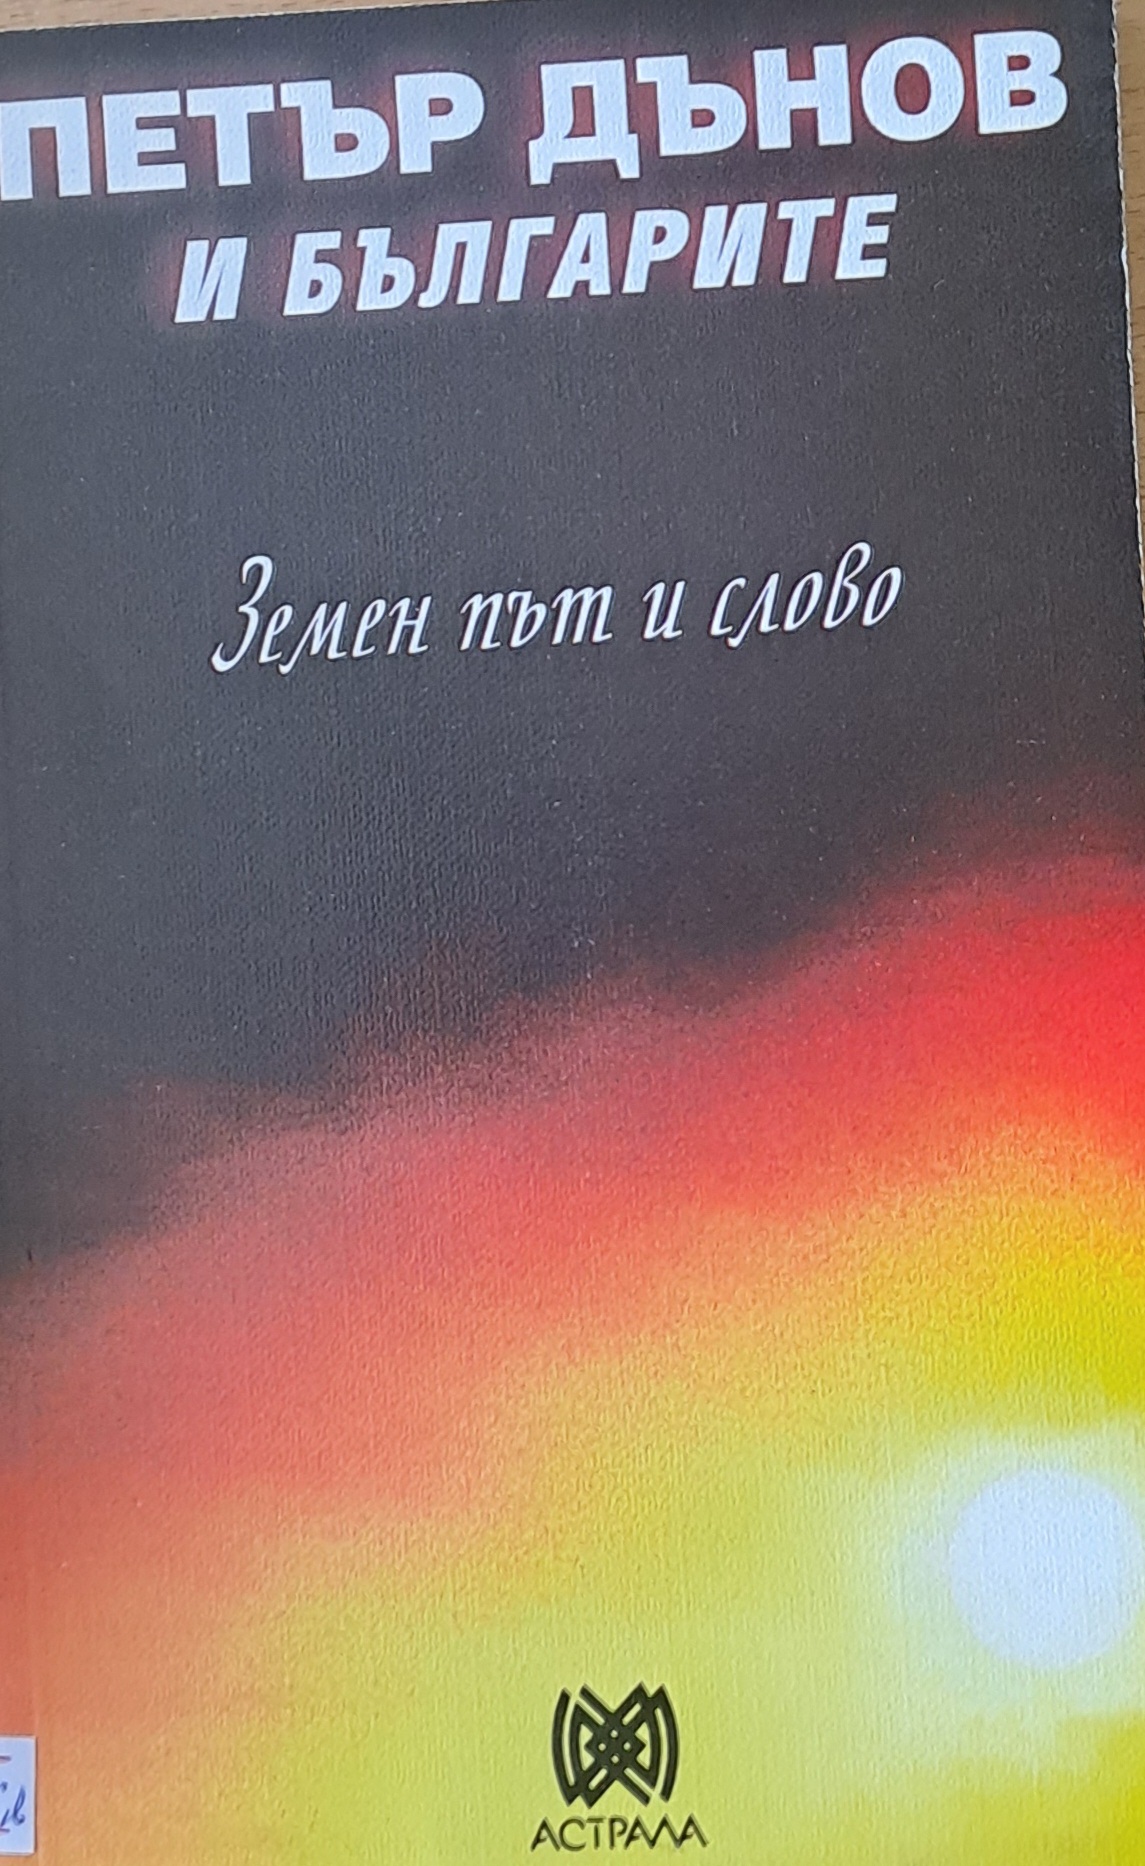 ПЕТЪР ДЪНОВ
И БЪЛГАРИТЕ
Земен път и слово
АСТРАЛА